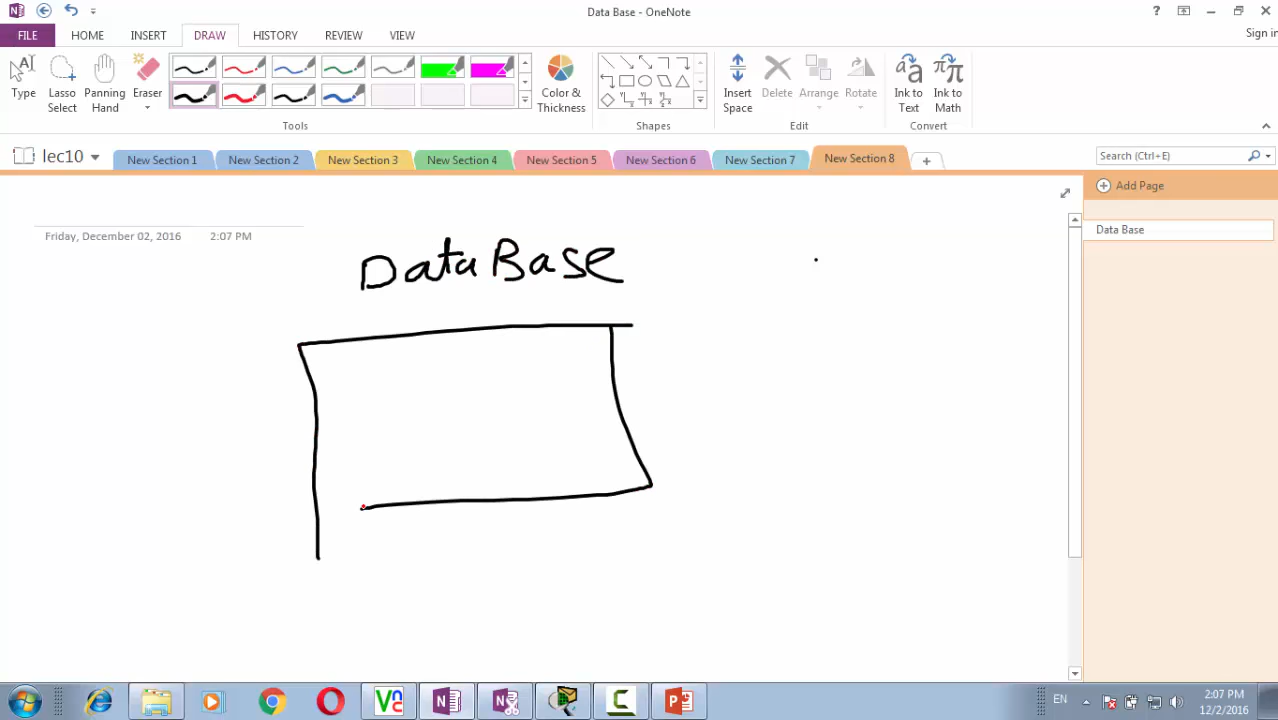 Data Base - OneNote
Sign in
FILE HOME INSERT DRAW HISTORY REVIEW VIEW
Type
Lasso Select
Panning Hand
Eraser
Color & Thickness
Insert Space
Delete
Arrange
Rotate
Ink to Text
Ink to Math
Tools
Shapes
Edit
Convert
lec10
New Section 1
New Section 2
New Section 3
New Section 4
New Section 5
New Section 6
New Section 7
New Section 8
Search (Ctrl+E)
Add Page
Data Base
Friday, December 02, 2016 2:07 PM
Data Base
EN
2:07 PM
12/2/2016